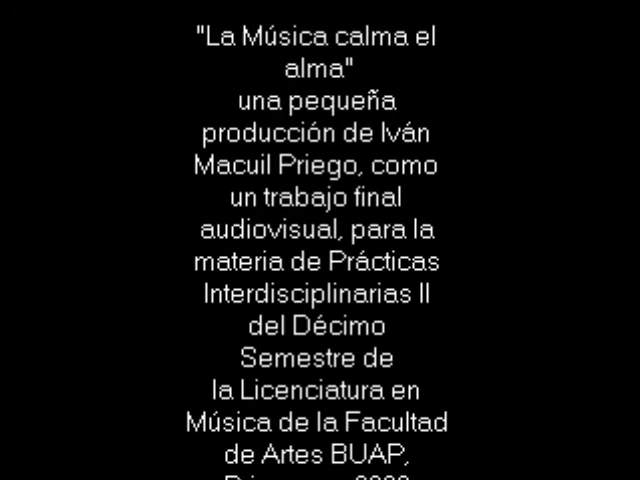 "La Música calma el
alma"
una pequeña
producción de Iván
Macuil Priego, como
un trabajo final
audiovisual, para la
materia de Prácticas
Interdisciplinarias II
del Décimo
Semestre de
la Licenciatura en
Música de la Facultad
de Artes BUAP,